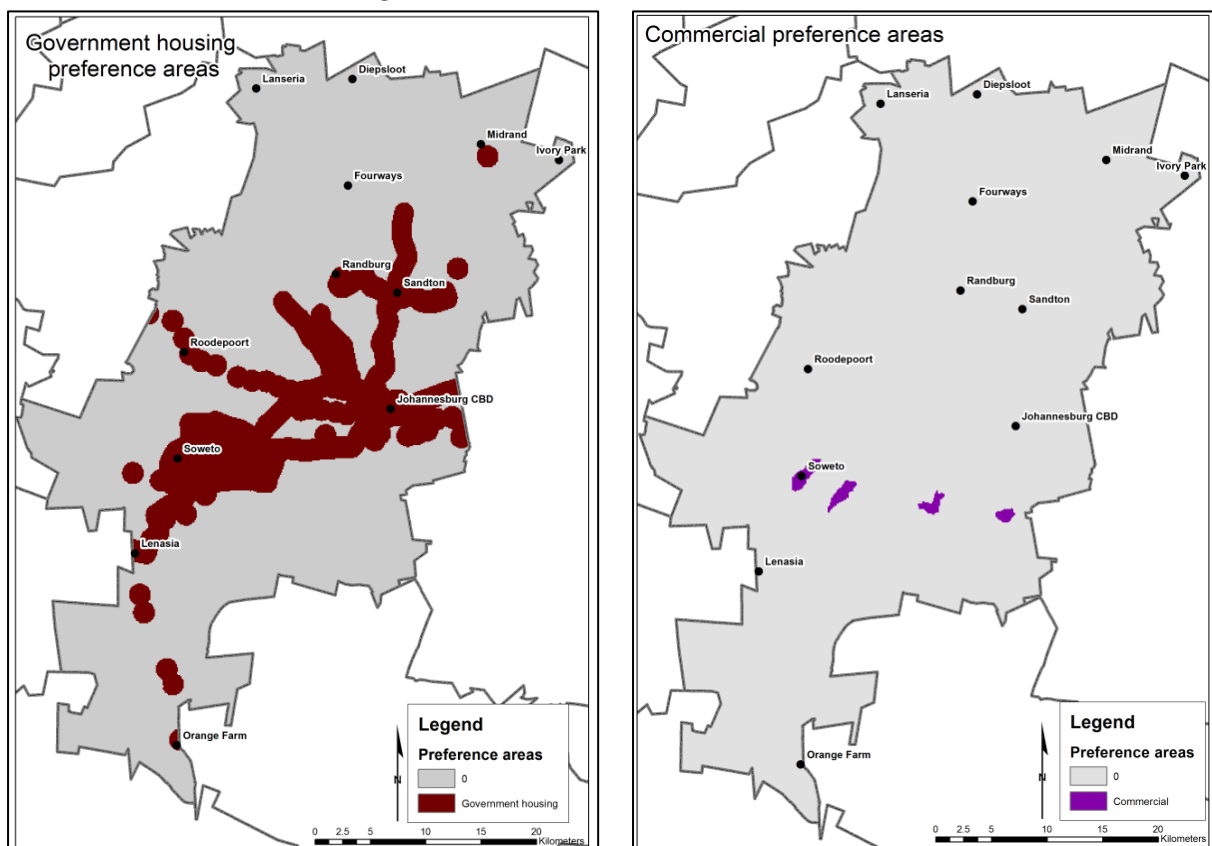 Government housing
preference areas
Lanseria
Diepsloot
Midrand
Ivory Park
Fourways
Randburg
Sandton
Roodepoort
Johannesburg CBD
Soweto
Lenasia
Orange Farm
Legend
Preference areas
0
Government housing
N
0 2.5 5 10 15 20
Kilometers
Commercial preference areas
Diepsloot
Lanseria
Midrand
Ivory Park
Fourways
Randburg
Sandton
Roodepoort
Johannesburg CBD
Soweto
Lenasia
Orange Farm
Legend
Preference areas
0
Commercial
N
0 2.5 5 10 15 20
Kilometers